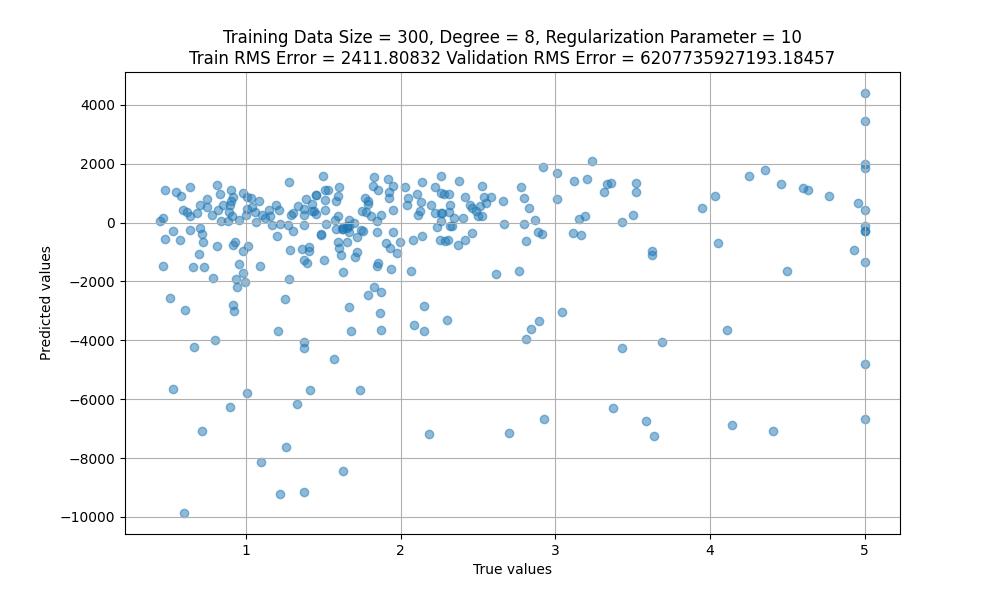 Training Data Size = 300, Degree = 8, Regularization Parameter = 10
Train RMS Error = 2411.80832 Validation RMS Error = 6207735927193.18457
4000
2000
0
−2000
−4000
−6000
−8000
−10000
Predicted values
1 2 3 4 5
True values